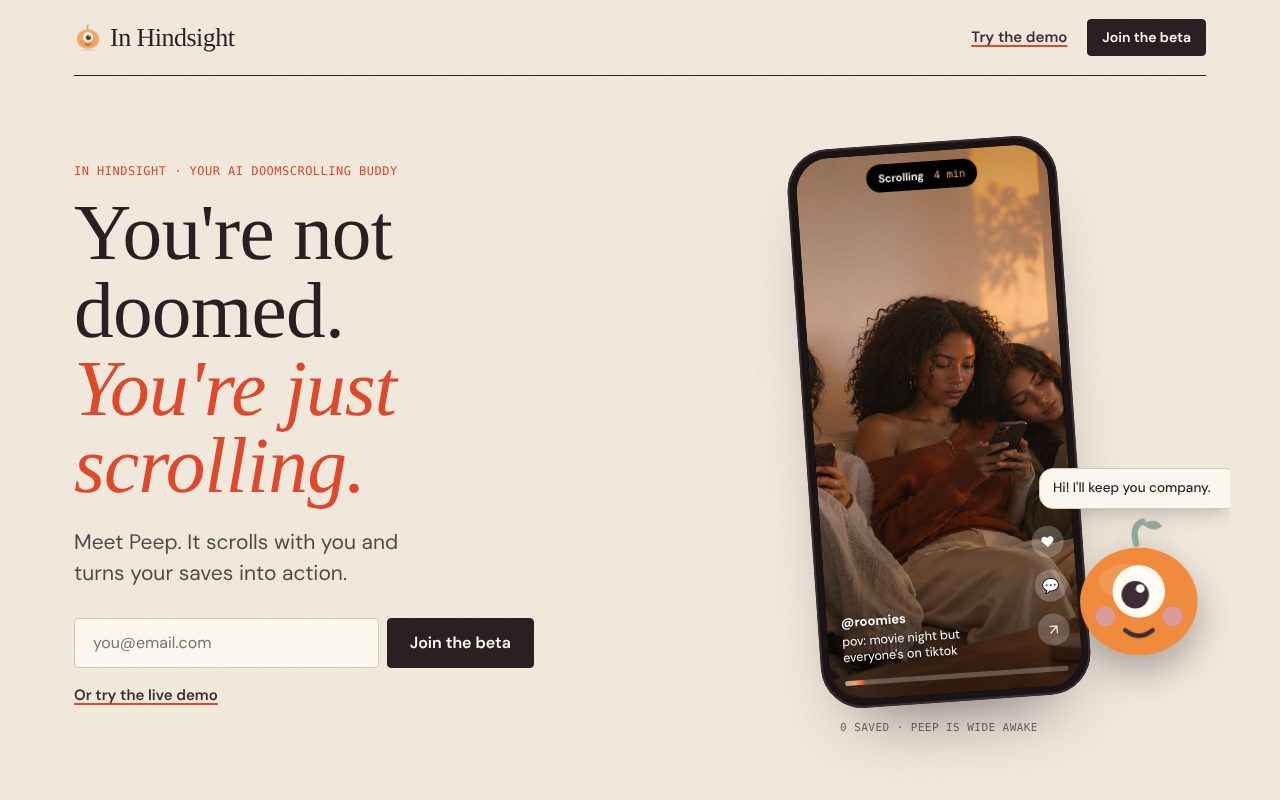 In Hindsight
Try the demo
Join the beta
IN HINDSIGHT · YOUR AI DOOMSCROLLING BUDDY
You're not
doomed.
You're just
scrolling.
Meet Peep. It scrolls with you and
turns your saves into action.
you@email.com
Join the beta
Or try the live demo
Scrolling 4 min
Hi! I'll keep you company.
@roomies
pov: movie night but
everyone's on tiktok
0 SAVED · PEEP IS WIDE AWAKE